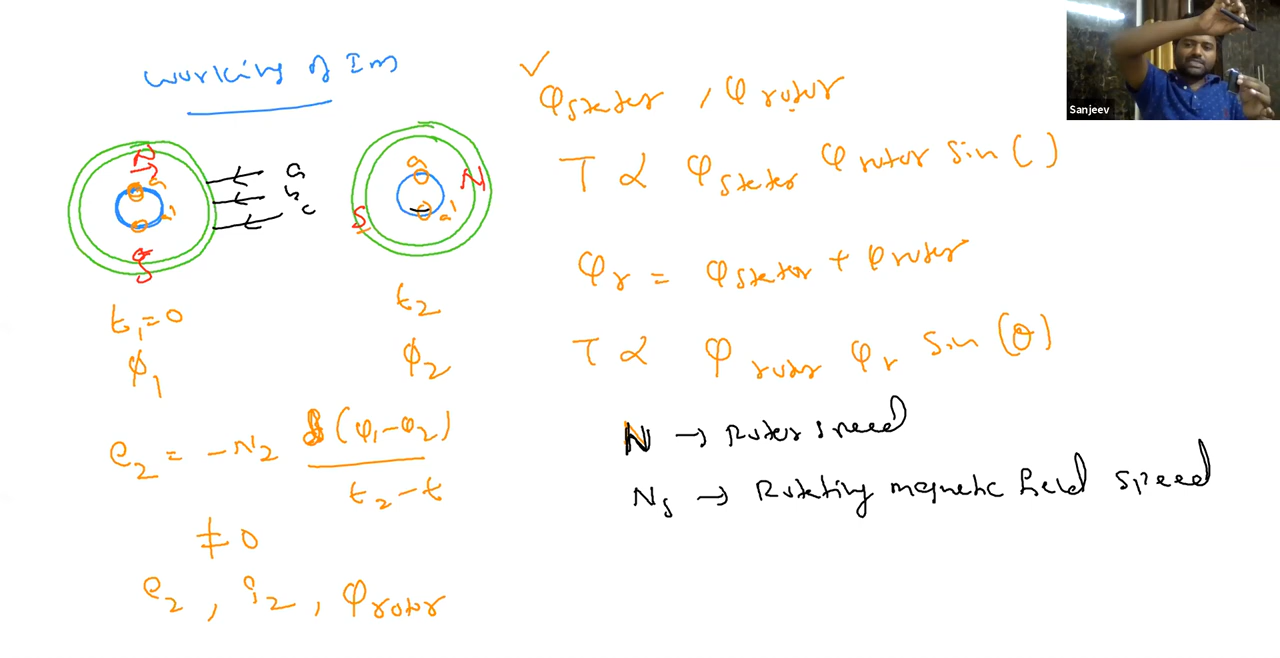 working of Im
N
a
a'
S
a
b
c
t₁=0
ϕ₁
a
N
S
a'
t₂
ϕ₂
e₂ = -N₂ (φ₁-φ₂)
t₂-t
≠ 0
e₂, i₂, φrotor
✓
φstator, φrotor
T ∝ φstator φrotor sin( )
φr = φstator + φrotor
T ∝ φrotor φr sin(θ)
N → Rotor speed
Ns → Rotating magnetic field speed
Sanjeev